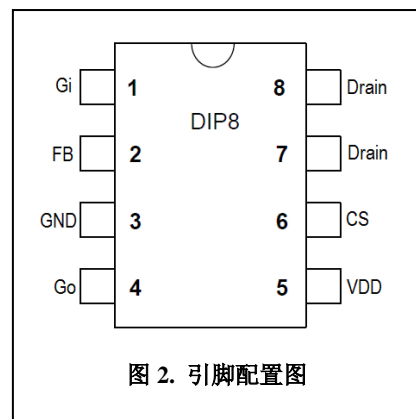 Gi 1 8 Drain
DIP8
FB 2 7 Drain
GND 3 6 CS
Go 4 5 VDD
图 2. 引脚配置图